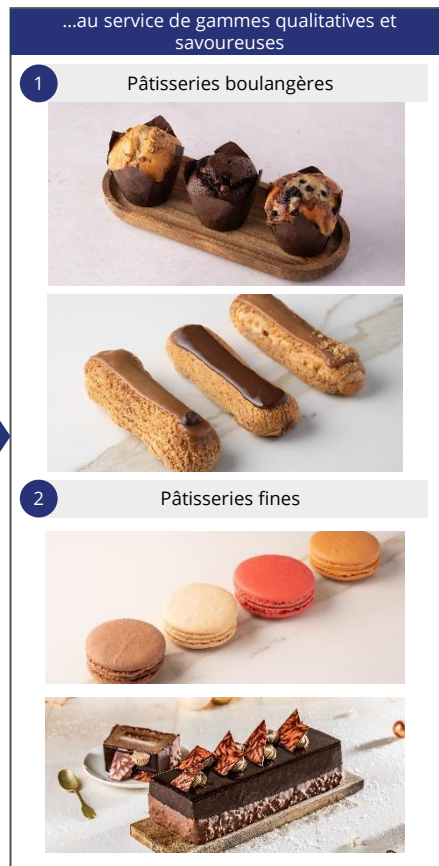 ...au service de gammes qualitatives et
savoureuses
1
Pâtisseries boulangères
2
Pâtisseries fines